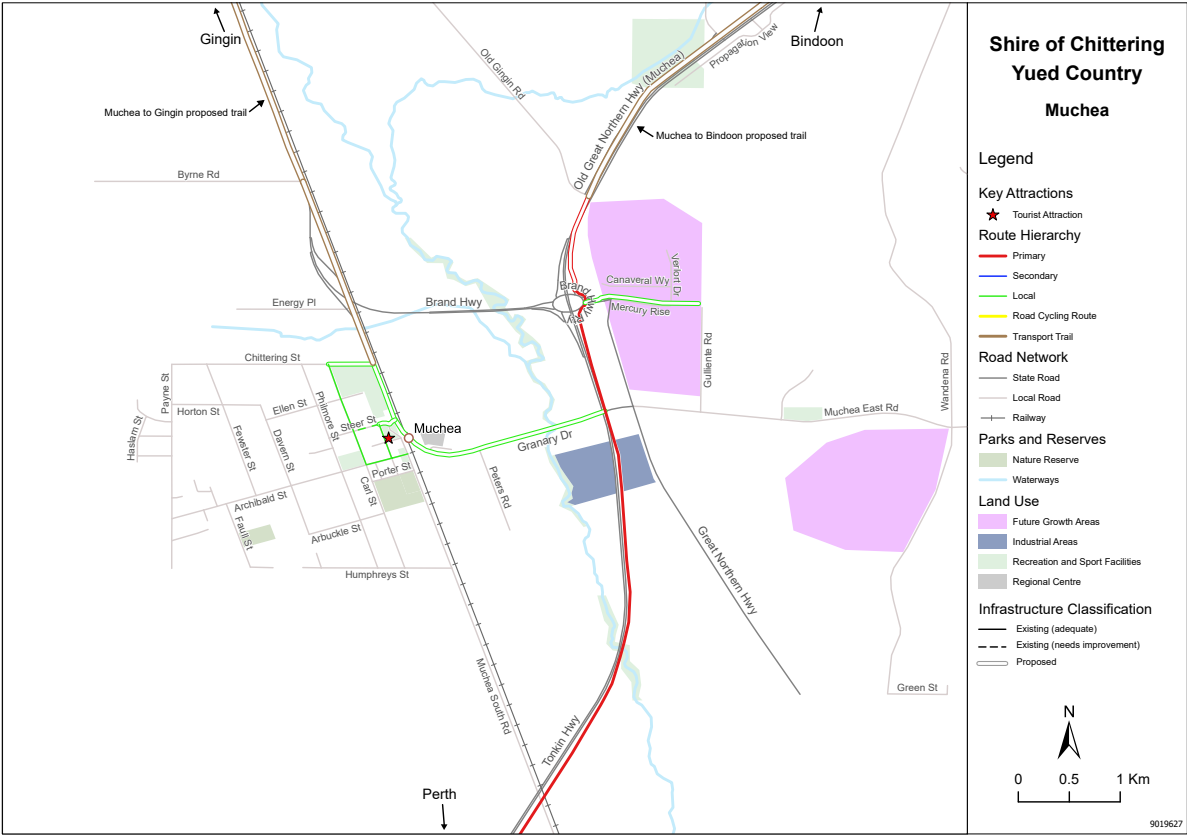 Gingin
Bindoon
Propagation View
Old Gingin Rd
Old Great Northern Hwy (Muchea)
Muchea to Gingin proposed trail
Muchea to Bindoon proposed trail
Byrne Rd
Verlort Dr
Canaveral Wy
Brand Hwy
Energy Pl
Brand Hwy
Mercury Rise
Gulliente Rd
Wandena Rd
Chittering St
Payne St
Horton St
Haslam St
Ellen St
Philmore St
Steer St
Muchea
Muchea East Rd
Fewster St
Davern St
Granary Dr
Porter St
Carl St
Peters Rd
Archibald St
Faull St
Arbuckle St
Great Northern Hwy
Humphreys St
Muchea South Rd
Green St
Tonkin Hwy
Perth
Shire of Chittering
Yued Country
Muchea
Legend
Key Attractions
Tourist Attraction
Route Hierarchy
Primary
Secondary
Local
Road Cycling Route
Transport Trail
Road Network
State Road
Local Road
Railway
Parks and Reserves
Nature Reserve
Waterways
Land Use
Future Growth Areas
Industrial Areas
Recreation and Sport Facilities
Regional Centre
Infrastructure Classification
Existing (adequate)
Existing (needs improvement)
Proposed
N
0 0.5 1 Km
9019627